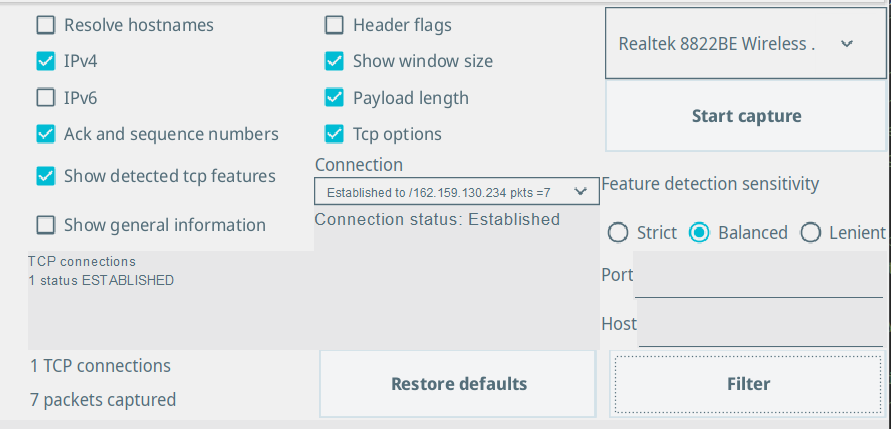 Resolve hostnames
Header flags
Realtek 8822BE Wireless .
IPv4
Show window size
IPv6
Payload length
Start capture
Ack and sequence numbers
Tcp options
Connection
Show detected tcp features
Established to /162.159.130.234 pkts =7
Feature detection sensitivity
Show general information
Connection status: Established
Strict
Balanced
Lenient
TCP connections
1 status ESTABLISHED
Port
Host
1 TCP connections
Restore defaults
Filter
7 packets captured